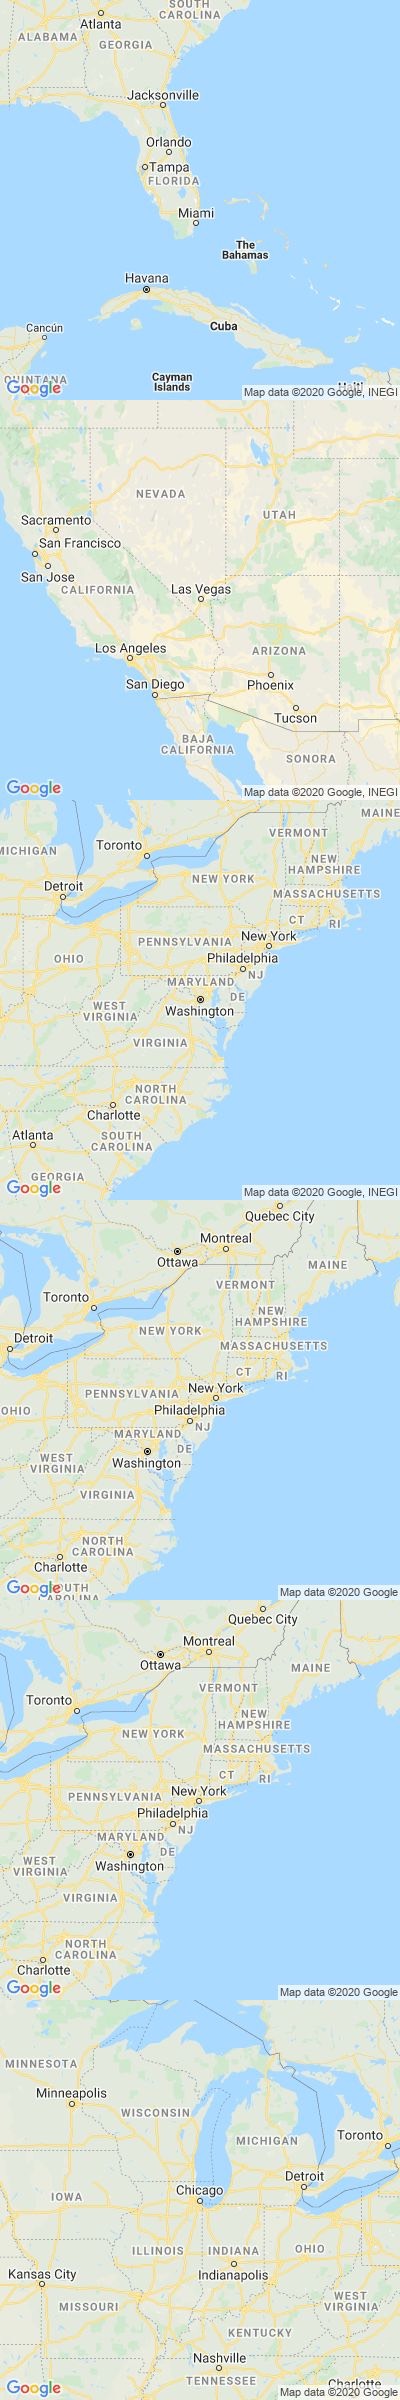 SOUTH
CAROLINA
Atlanta
ALABAMA
GEORGIA
Jacksonville
Orlando
Tampa
FLORIDA
Miami
The
Bahamas
Havana
Cancún
Cuba
QUINTANA
Cayman
Islands
Haiti
Google
Map data ©2020 Google, INEGI
NEVADA
UTAH
Sacramento
San Francisco
San Jose
CALIFORNIA
Las Vegas
Los Angeles
ARIZONA
San Diego
Phoenix
Tucson
BAJA
CALIFORNIA
SONORA
Google
Map data ©2020 Google, INEGI
MAINE
VERMONT
Toronto
MICHIGAN
NEW
HAMPSHIRE
Detroit
NEW YORK
MASSACHUSETTS
CT
RI
New York
PENNSYLVANIA
OHIO
Philadelphia
MARYLAND
NJ
DE
WEST
VIRGINIA
Washington
VIRGINIA
NORTH
CAROLINA
Charlotte
Atlanta
SOUTH
CAROLINA
GEORGIA
Google
Map data ©2020 Google, INEGI
Quebec City
Montreal
Ottawa
MAINE
VERMONT
Toronto
NEW
HAMPSHIRE
Detroit
NEW YORK
MASSACHUSETTS
CT
RI
New York
PENNSYLVANIA
OHIO
Philadelphia
MARYLAND
NJ
DE
WEST
VIRGINIA
Washington
VIRGINIA
NORTH
CAROLINA
Charlotte
SOUTH
CAROLINA
Google
Map data ©2020 Google
Quebec City
Montreal
Ottawa
MAINE
VERMONT
Toronto
NEW
HAMPSHIRE
NEW YORK
MASSACHUSETTS
CT
RI
New York
PENNSYLVANIA
Philadelphia
MARYLAND
NJ
DE
WEST
VIRGINIA
Washington
VIRGINIA
NORTH
CAROLINA
Charlotte
Google
Map data ©2020 Google
MINNESOTA
Minneapolis
WISCONSIN
MICHIGAN
Toronto
Detroit
Chicago
IOWA
ILLINOIS
INDIANA
OHIO
Kansas City
Indianapolis
MISSOURI
WEST
VIRGINIA
KENTUCKY
Nashville
TENNESSEE
Charlotte
Google
Map data ©2020 Google